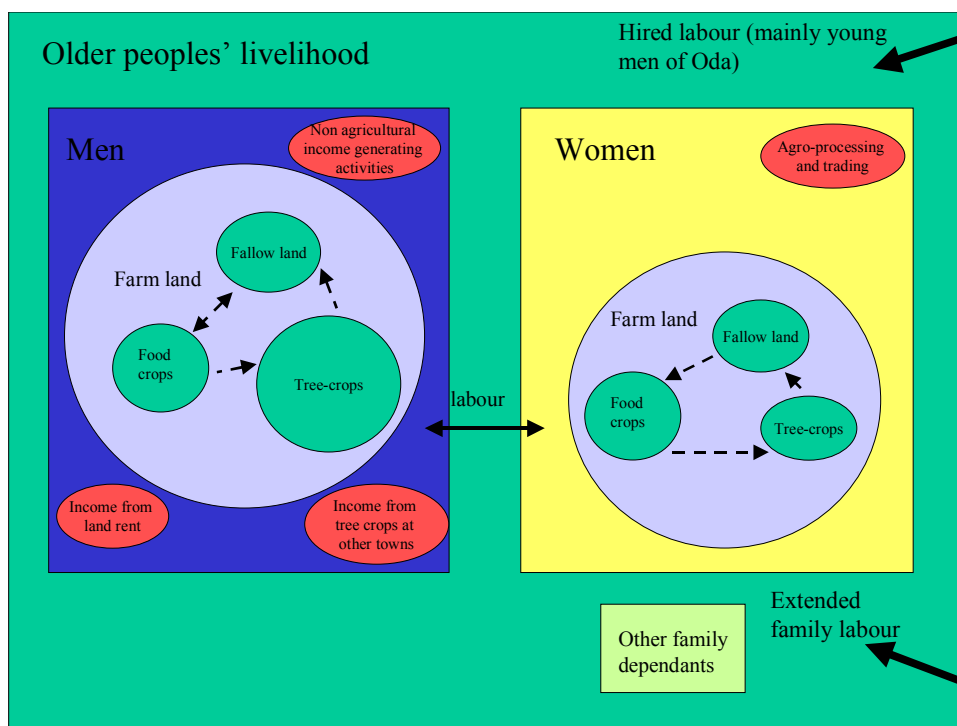 Older peoples’ livelihood
Hired labour (mainly young
men of Oda)
Men
Non agricultural
income generating
activities
Farm land
Fallow land
Food
crops
Tree-crops
Income from
land rent
Income from
tree crops at
other towns
labour
Women
Agro-processing
and trading
Farm land
Fallow land
Food
crops
Tree-crops
Other family
dependants
Extended
family labour